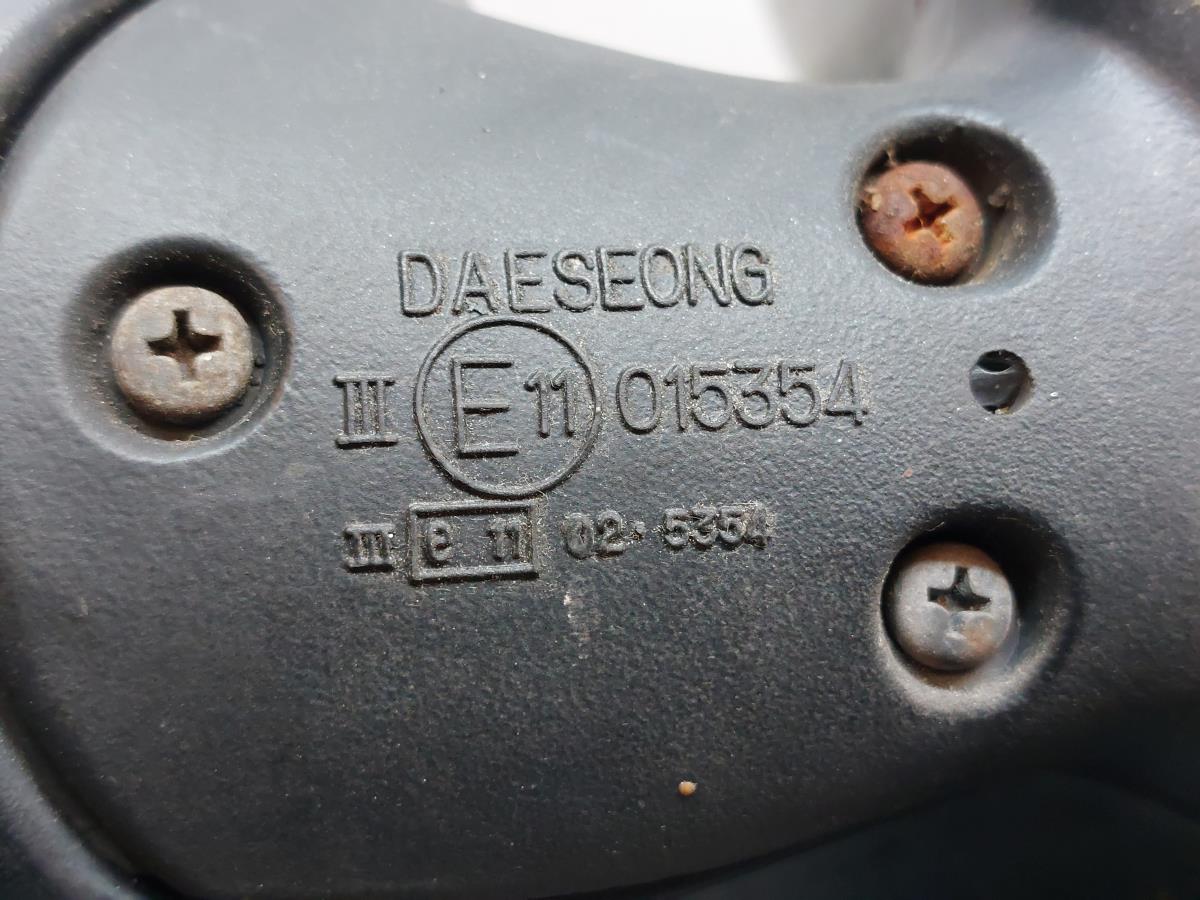 DAESEONG
III E11 015354
III e 11 02·5354